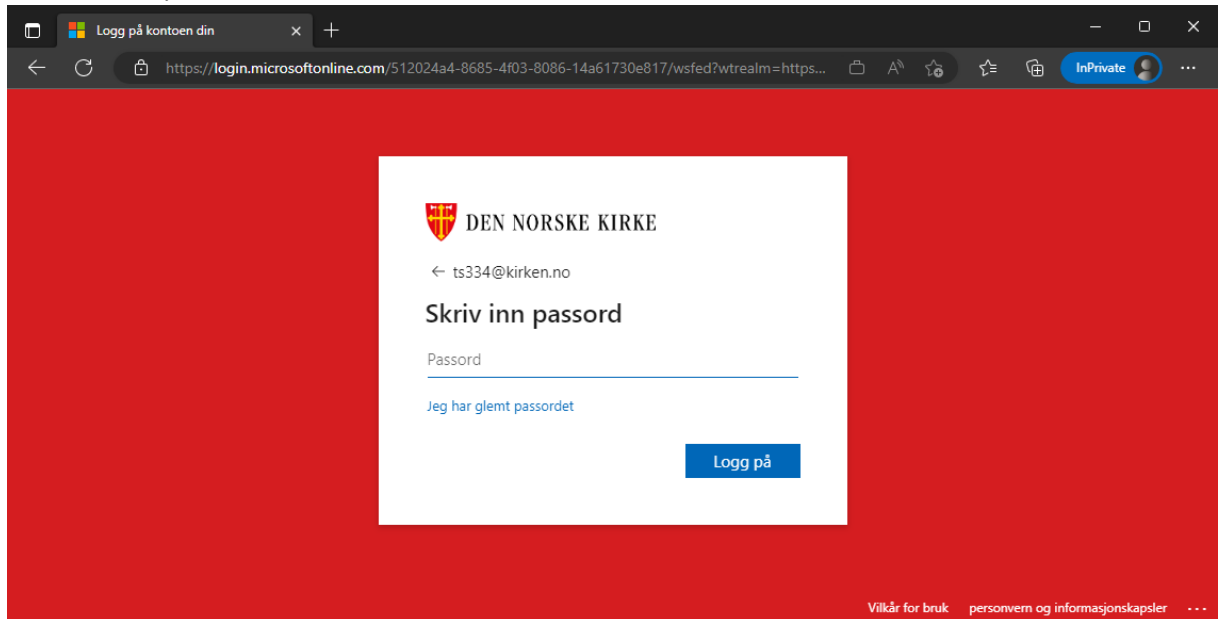 Logg på kontoen din
https://login.microsoftonline.com/512024a4-8685-4f03-8086-14a61730e817/wsfed?wtrealm=https...
InPrivate
DEN NORSKE KIRKE
← ts334@kirken.no
Skriv inn passord
Passord
Jeg har glemt passordet
Logg på
Vilkår for bruk personvern og informasjonskapsler ...